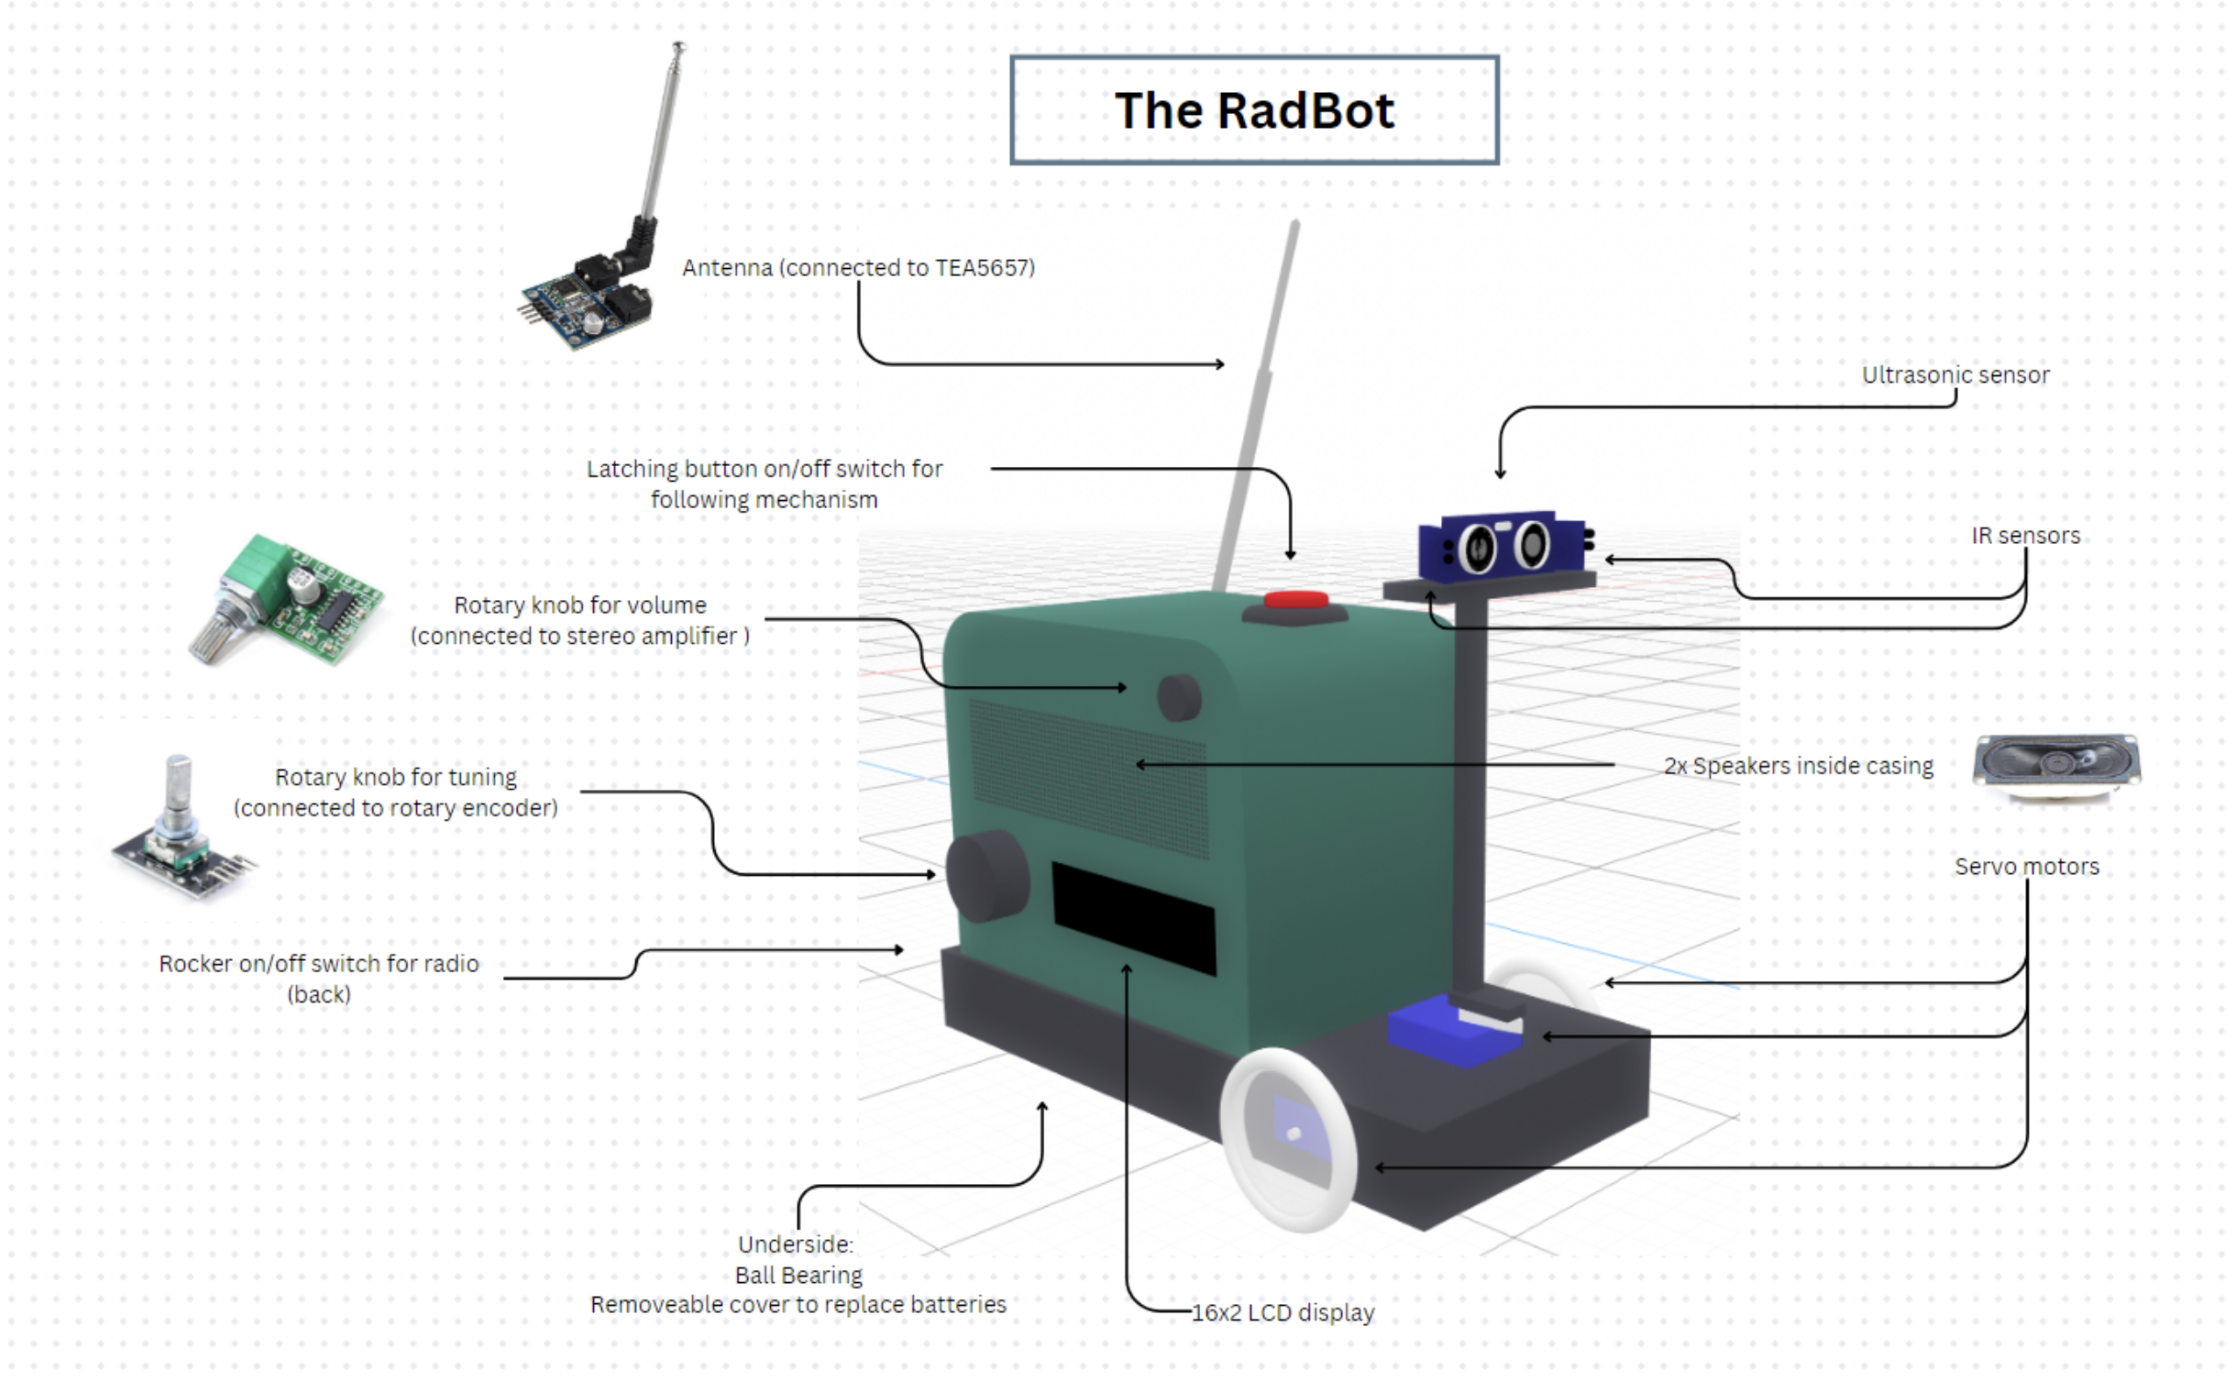 The RadBot
Antenna (connected to TEA5657)
Ultrasonic sensor
Latching button on/off switch for
following mechanism
IR sensors
Rotary knob for volume
(connected to stereo amplifier )
2x Speakers inside casing
Rotary knob for tuning
(connected to rotary encoder)
Servo motors
Rocker on/off switch for radio
(back)
Underside:
Ball Bearing
Removeable cover to replace batteries
16x2 LCD display